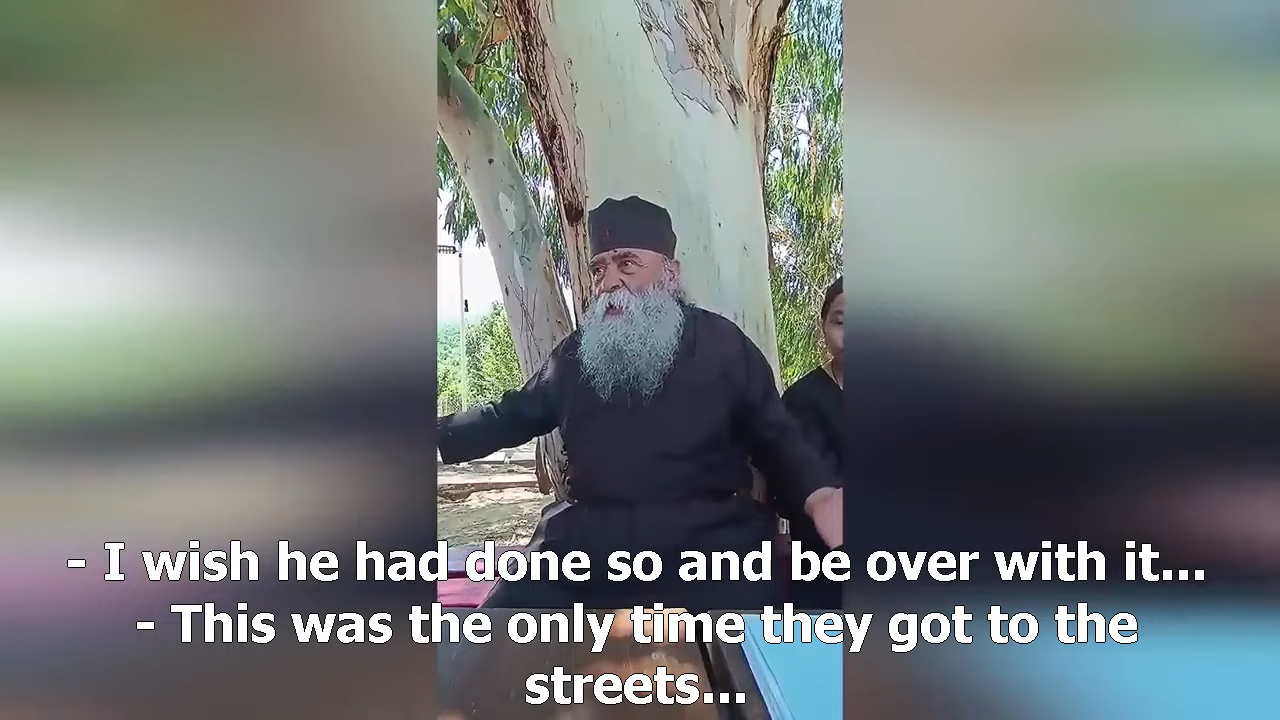 - I wish he had done so and be over with it...
- This was the only time they got to the
streets...